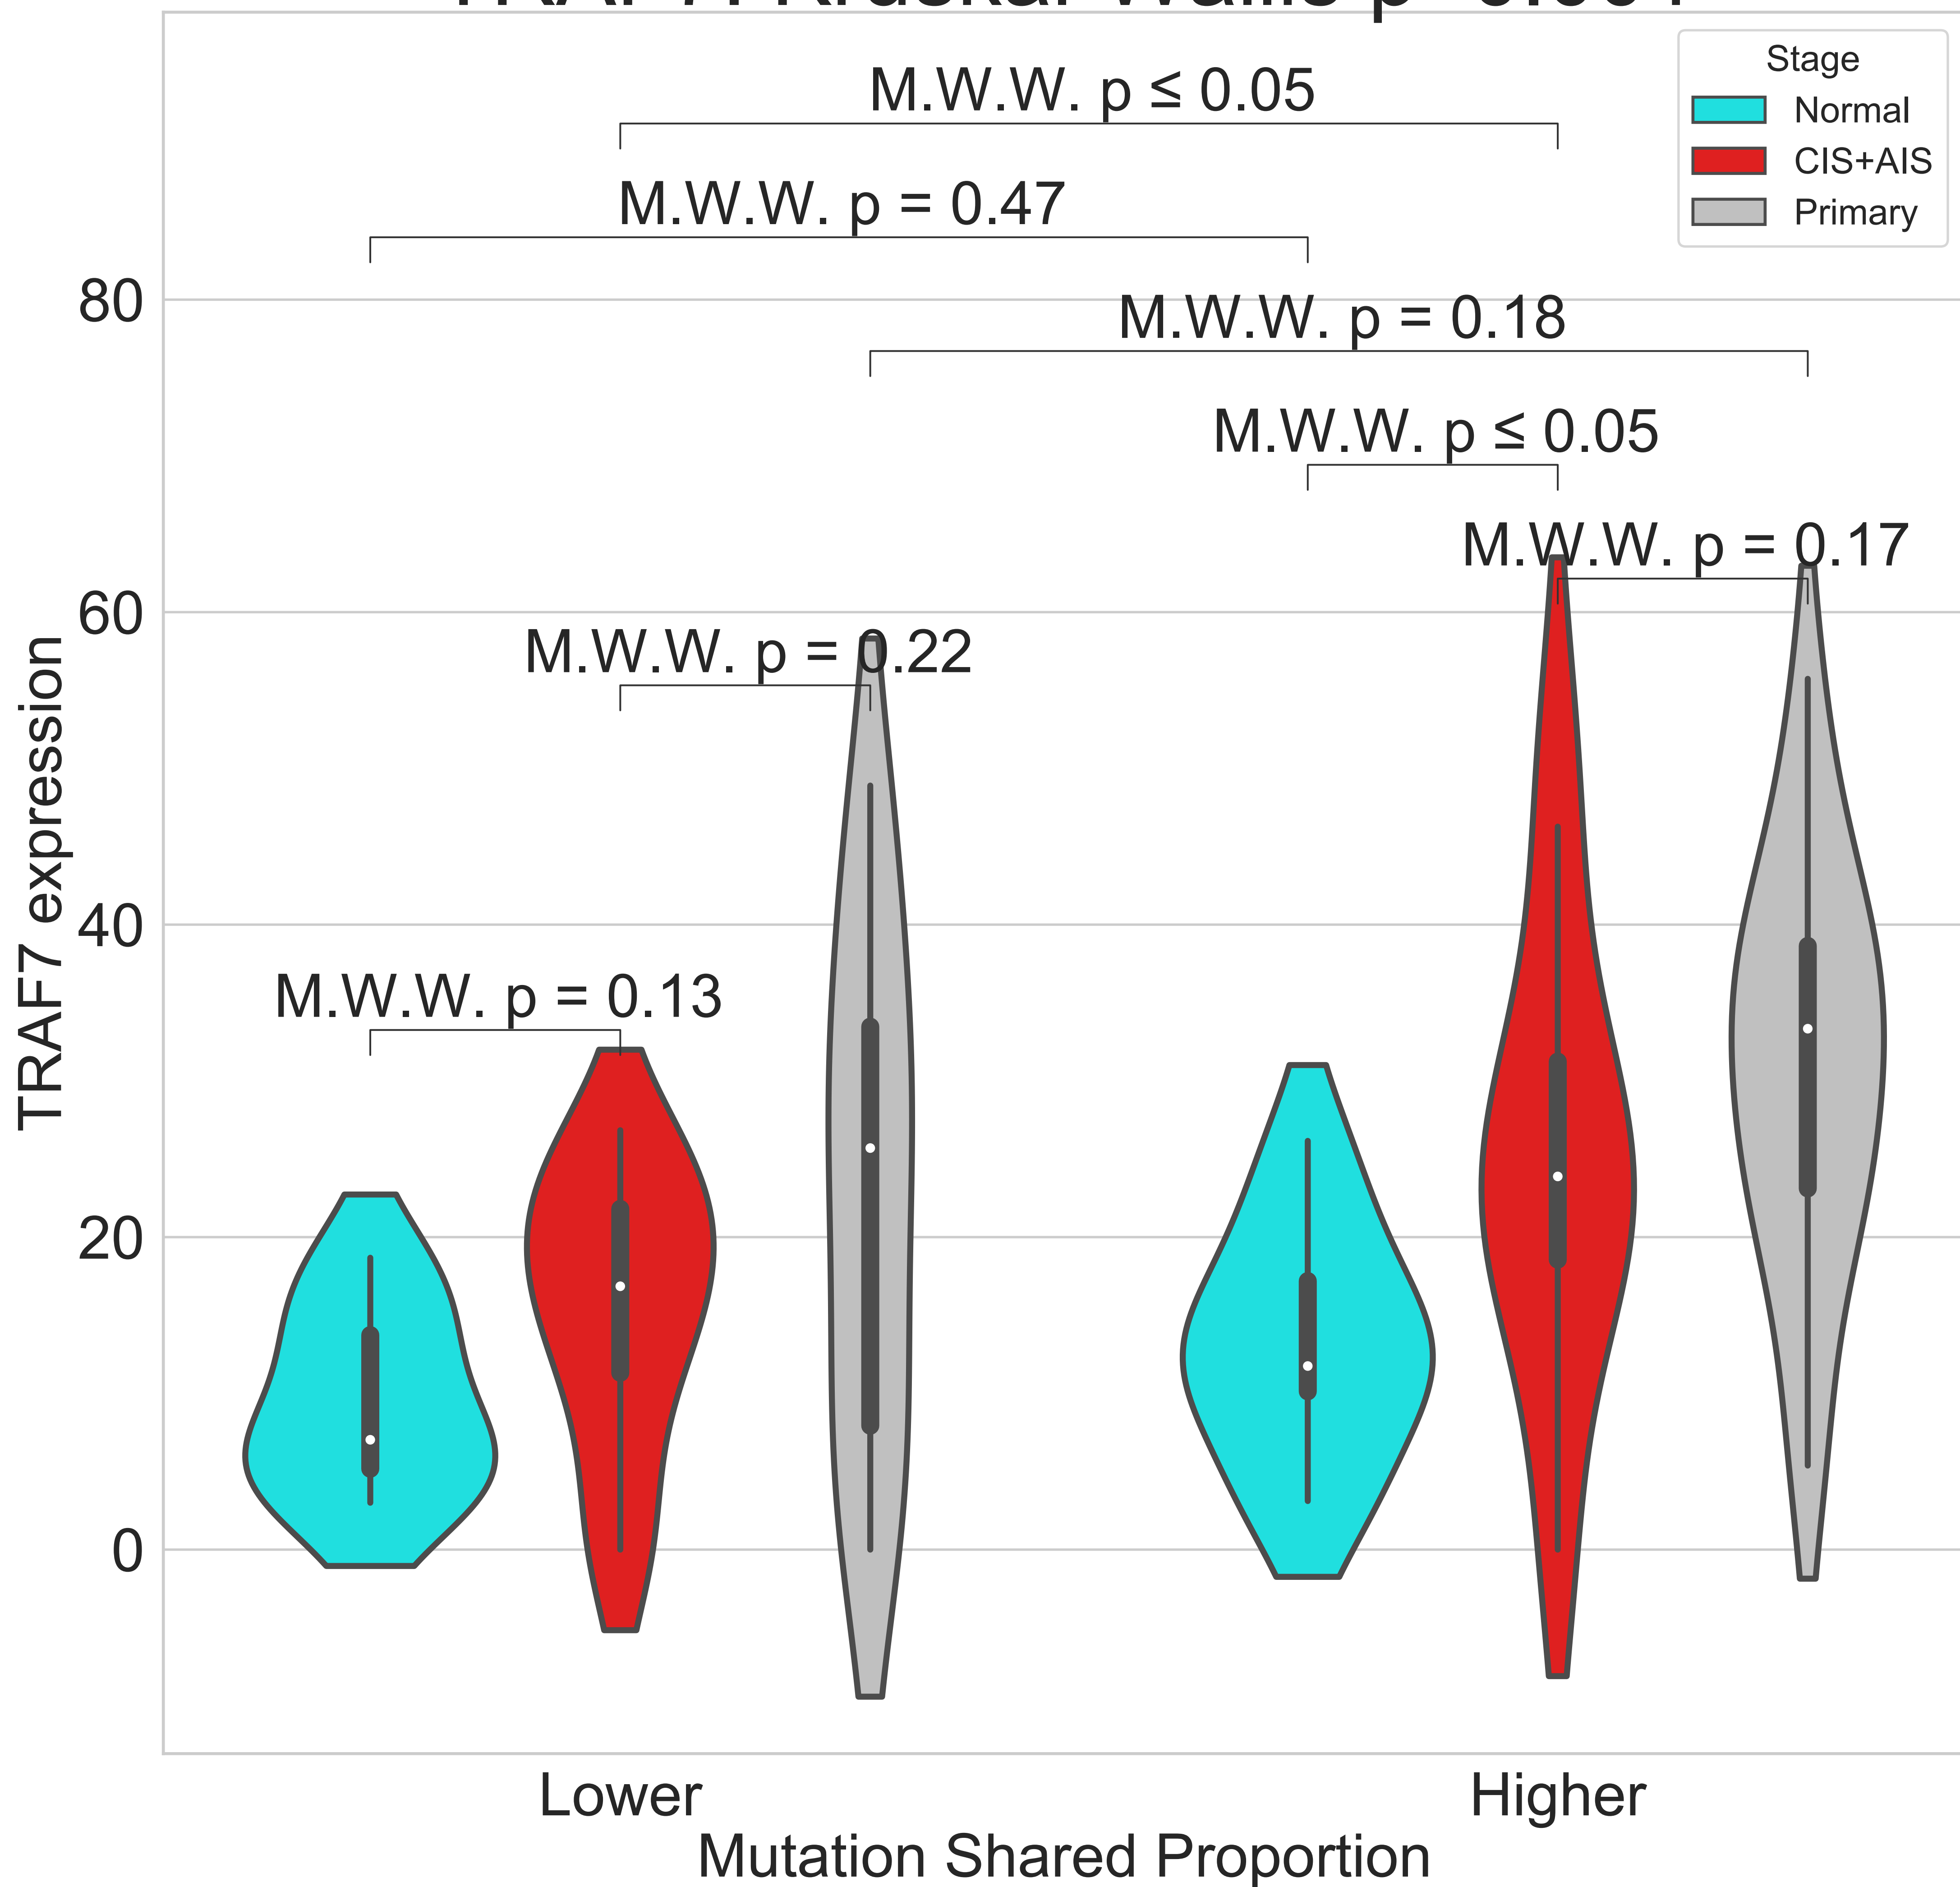 M.W.W. p ≤ 0.05
M.W.W. p = 0.47
M.W.W. p = 0.18
M.W.W. p ≤ 0.05
M.W.W. p = 0.17
M.W.W. p = 0.22
M.W.W. p = 0.13
Stage
Normal
CIS+AIS
Primary
TRAF7 expression
80
60
40
20
0
Lower
Higher
Mutation Shared Proportion